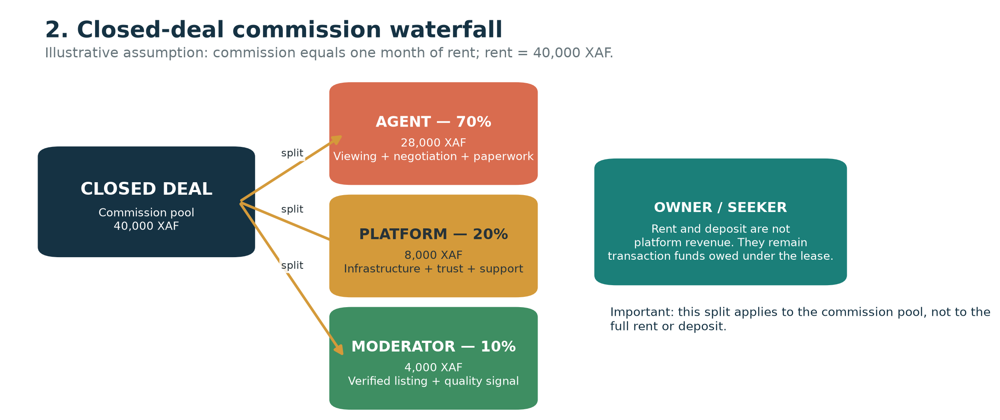 2. Closed-deal commission waterfall
Illustrative assumption: commission equals one month of rent; rent = 40,000 XAF.
CLOSED DEAL
Commission pool
40,000 XAF
split
split
split
AGENT — 70%
28,000 XAF
Viewing + negotiation + paperwork
PLATFORM — 20%
8,000 XAF
Infrastructure + trust + support
MODERATOR — 10%
4,000 XAF
Verified listing + quality signal
OWNER / SEEKER
Rent and deposit are not
platform revenue. They remain
transaction funds owed under the lease.
Important: this split applies to the commission pool, not to the
full rent or deposit.